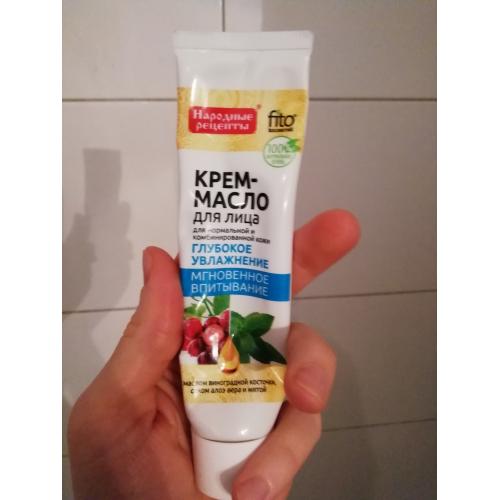 Народные
рецепты
fito
косметик
100%
КРЕМ-
МАСЛО
ДЛЯ ЛИЦА
для нормальной и
комбинированной кожи
ГЛУБОКОЕ
УВЛАЖНЕНИЕ
МГНОВЕННОЕ
ВПИТЫВАНИЕ
маслом виноградной косточки,
соком алоэ вера и мятой